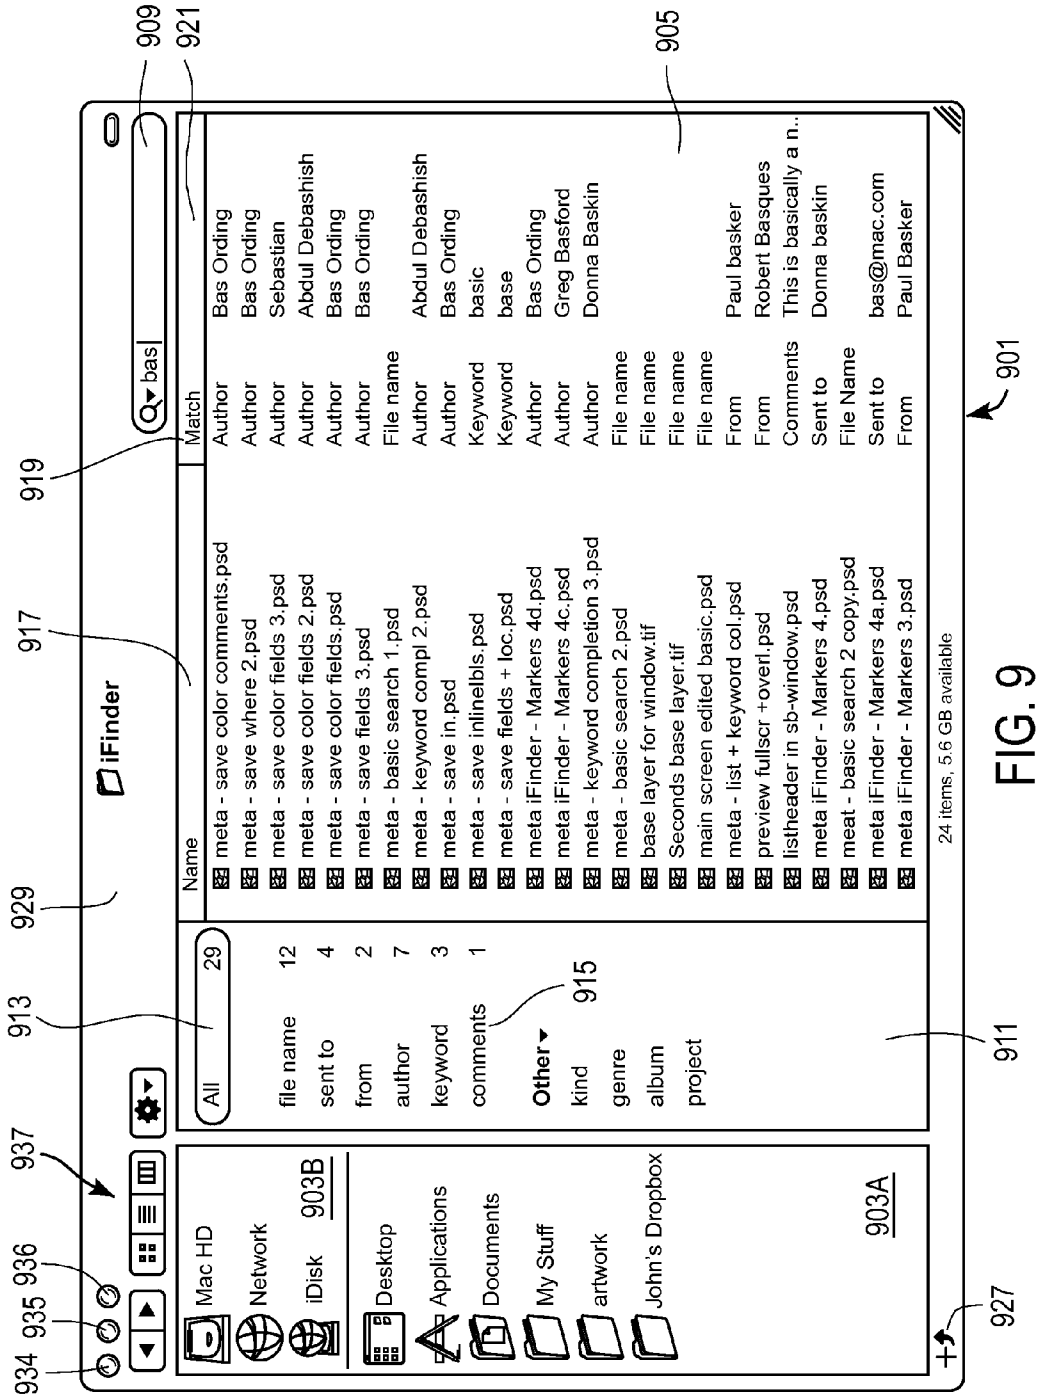 934
935
936
937
913
929
917
919
909
921
iFinder
bas
Mac HD
Network
iDisk
903B
Desktop
Applications
Documents
My Stuff
artwork
John's Dropbox
903A
All 29
file name 12
sent to 4
from 2
author 7
keyword 3
comments 1
915
Other
kind
genre
album
project
911
Name Match
meta - save color comments.psd Author Bas Ording
meta - save where 2.psd Author Bas Ording
meta - save color fields 3.psd Author Sebastian
meta - save color fields 2.psd Author Abdul Debashish
meta - save color fields.psd Author Bas Ording
meta - save fields 3.psd Author Bas Ording
meta - basic search 1.psd File name
meta - keyword compl 2.psd Author Abdul Debashish
meta - save in.psd Author Bas Ording
meta - save inlinelbls.psd Keyword basic
meta - save fields + loc.psd Keyword base
meta iFinder - Markers 4d.psd Author Bas Ording
meta iFinder - Markers 4c.psd Author Greg Basford
meta - keyword completion 3.psd Author Donna Baskin
meta - basic search 2.psd File name
base layer for window.tif File name
Seconds base layer.tif File name
main screen edited basic.psd File name
meta - list + keyword col.psd From Paul basker
preview fullscr +overl.psd From Robert Basques
listheader in sb-window.psd Comments This is basically a n..
meta iFinder - Markers 4.psd Sent to Donna baskin
meat - basic search 2 copy.psd File Name
meta iFinder - Markers 4a.psd Sent to bas@mac.com
meta iFinder - Markers 3.psd From Paul Basker
905
24 items, 5.6 GB available
927
901
FIG. 9